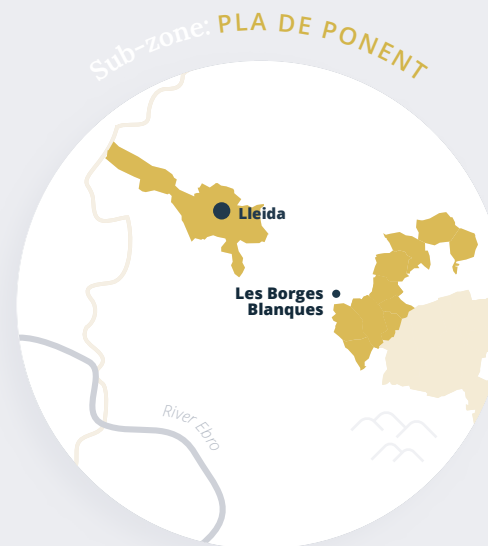 Sub-zone: PLA DE PONENT
Lleida
Les Borges
Blanques
River Ebro